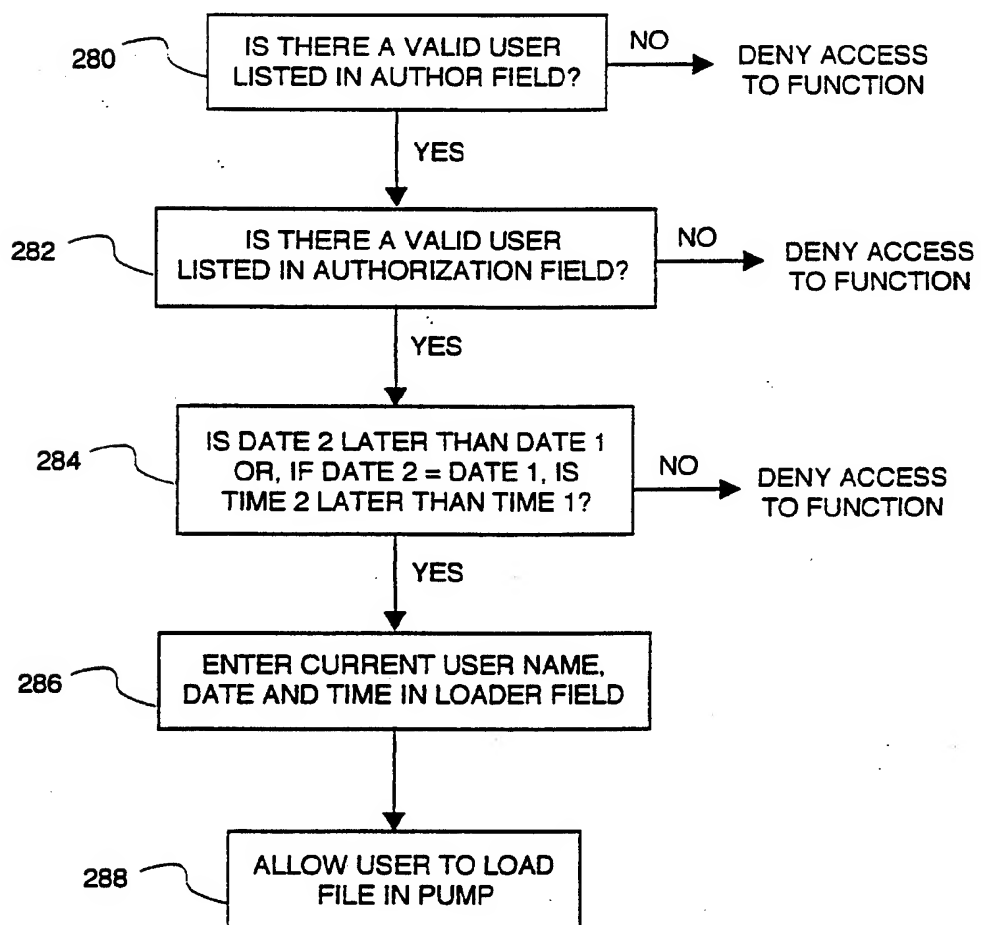 280
IS THERE A VALID USER
LISTED IN AUTHOR FIELD?
NO
DENY ACCESS
TO FUNCTION
YES
282
IS THERE A VALID USER
LISTED IN AUTHORIZATION FIELD?
NO
DENY ACCESS
TO FUNCTION
YES
284
IS DATE 2 LATER THAN DATE 1
OR, IF DATE 2 = DATE 1, IS
TIME 2 LATER THAN TIME 1?
NO
DENY ACCESS
TO FUNCTION
YES
286
ENTER CURRENT USER NAME,
DATE AND TIME IN LOADER FIELD
288
ALLOW USER TO LOAD
FILE IN PUMP